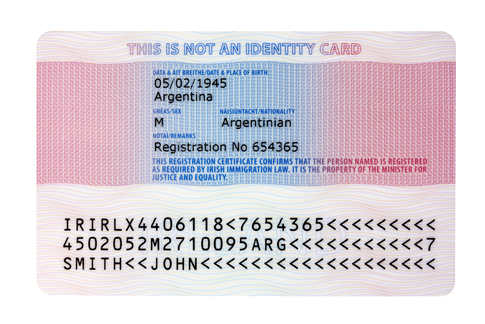 THIS IS NOT AN IDENTITY CARD
DATA & AIT BREITHE/DATE & PLACE OF BIRTH
05/02/1945
Argentina
GNÉAS/SEX NÁISIÚNTACHT/NATIONALITY
M Argentinian
NOTAÍ/REMARKS
Registration No 654365
THIS REGISTRATION CERTIFICATE CONFIRMS THAT THE PERSON NAMED IS REGISTERED
AS REQUIRED BY IRISH IMMIGRATION LAW. IT IS THE PROPERTY OF THE MINISTER FOR
JUSTICE AND EQUALITY.
IRIRLX4406118<7654365<<<<<<<<<
4502052M2710095ARG<<<<<<<<<<<7
SMITH<<JOHN<<<<<<<<<<<<<<<<<<<